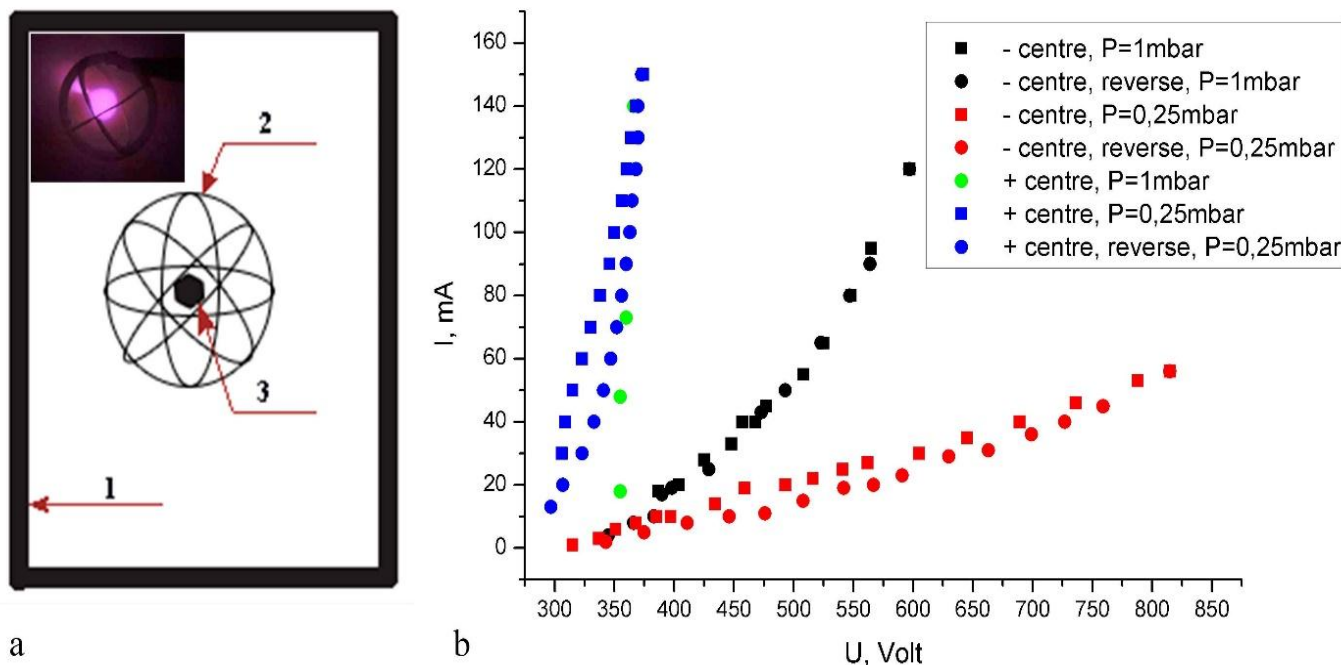 2
3
1
a
b
160
140
120
100
80
60
40
20
0
I, mA
300 350 400 450 500 550 600 650 700 750 800 850
U, Volt
- centre, P=1mbar
- centre, reverse, P=1mbar
- centre, P=0,25mbar
- centre, reverse, P=0,25mbar
+ centre, P=1mbar
+ centre, P=0,25mbar
+ centre, reverse, P=0,25mbar